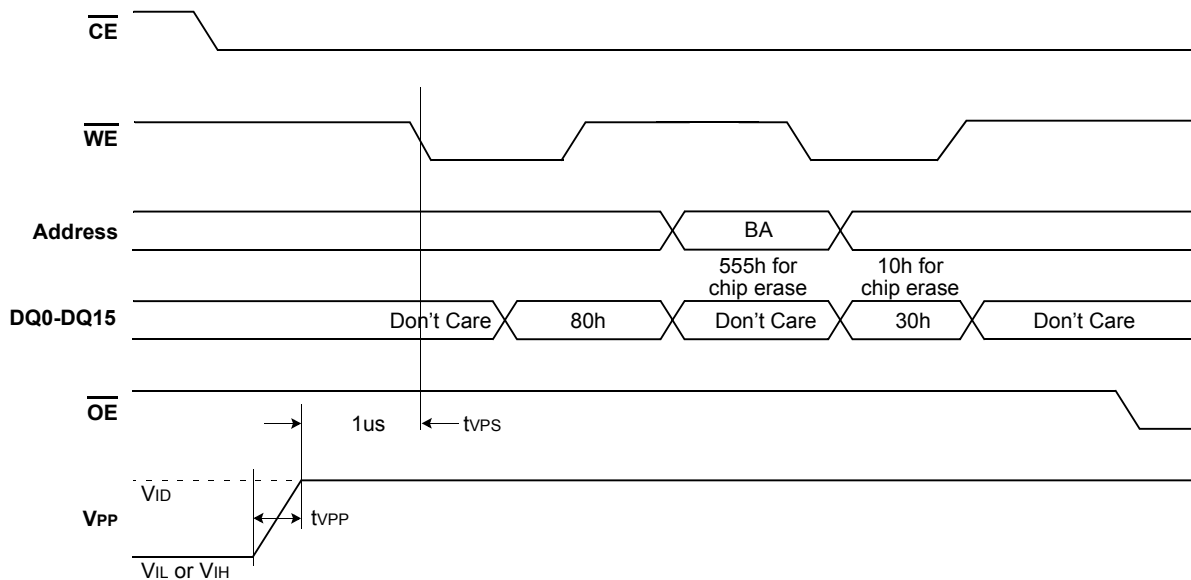 CE
WE
Address
BA
555h for
chip erase
10h for
chip erase
DQ0-DQ15
Don't Care
80h
Don't Care
30h
Don't Care
OE
1us
tVPS
VID
VPP
tVPP
VIL or VIH